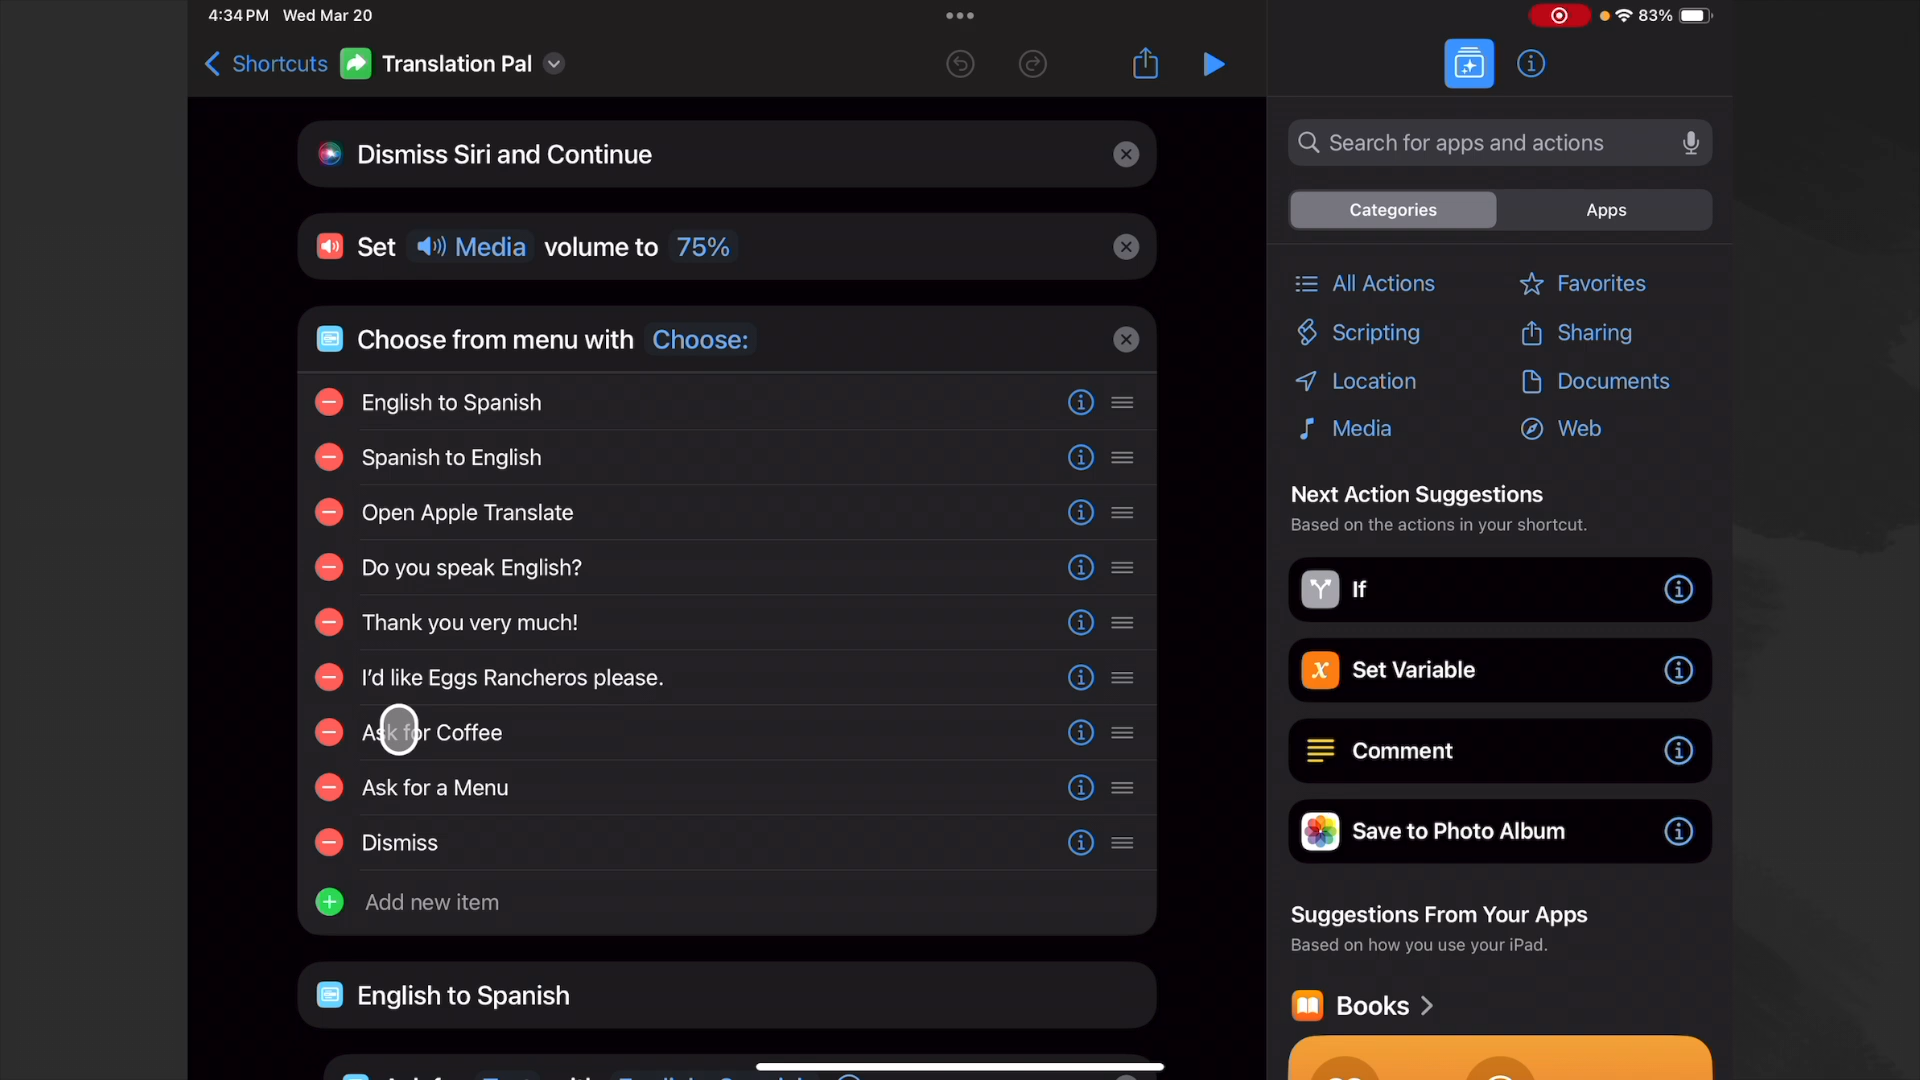 4:34 PM Wed Mar 20
83%
Shortcuts
Translation Pal
Dismiss Siri and Continue
Set Media volume to 75%
Choose from menu with Choose:
English to Spanish
Spanish to English
Open Apple Translate
Do you speak English?
Thank you very much!
I'd like Eggs Rancheros please.
Ask for Coffee
Ask for a Menu
Dismiss
Add new item
English to Spanish
Search for apps and actions
Categories
Apps
All Actions
Favorites
Scripting
Sharing
Location
Documents
Media
Web
Next Action Suggestions
Based on the actions in your shortcut.
If
Set Variable
Comment
Save to Photo Album
Suggestions From Your Apps
Based on how you use your iPad.
Books